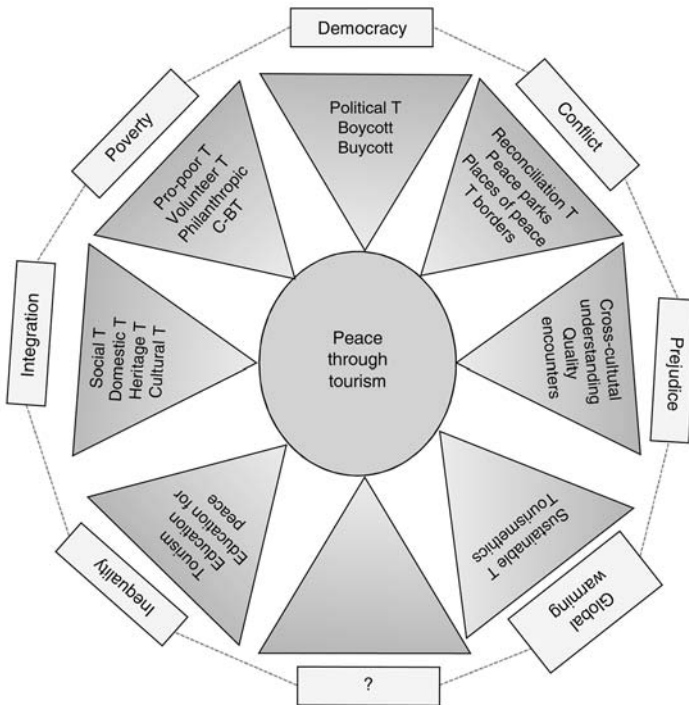 Democracy
Political T
Boycott
Buycott
Conflict
Reconciliation T
Peace parks
Places of peace
T borders
Prejudice
Cross-cultutal
understanding
Quality
encounters
Global
warming
Sustainable T
Tourismethics
?
Inequality
Tourism
Education
Education for
peace
Integration
Social T
Domestic T
Heritage T
Cultural T
Poverty
Pro-poor T
Volunteer T
Philanthropic
C-BT
Peace
through
tourism